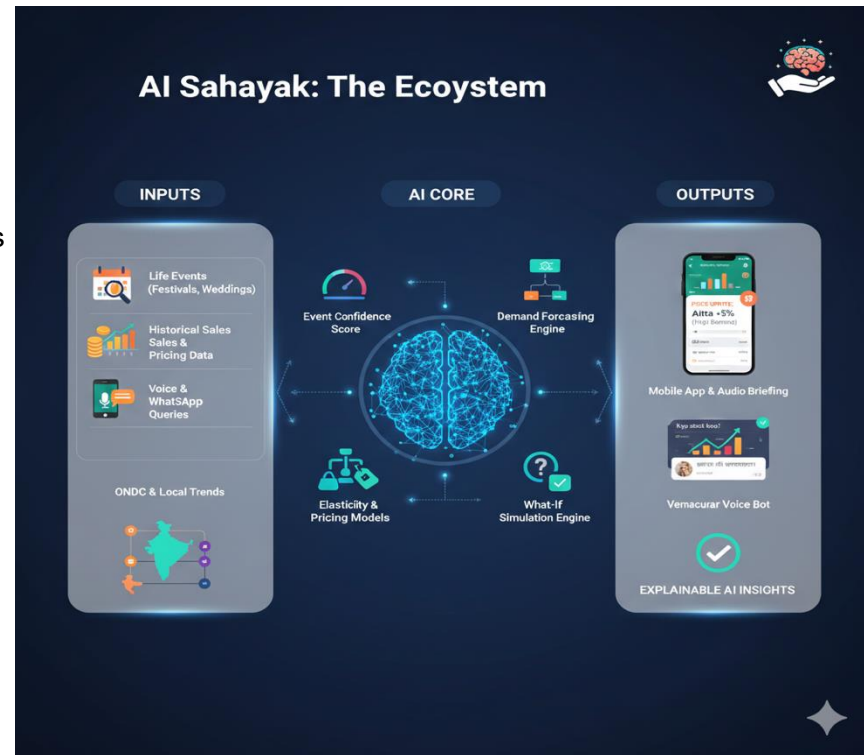 AI Sahayak: The Ecoystem
INPUTS
s
Life Events
(Festivals, Weddings)
Historical Sales
Sales &
Pricing Data
Voice &
WhatSApp
Queries
ONDC & Local Trends
AI CORE
Event Confidence
Score
Demand Forcasing
Engine
Elasticiity &
Pricing Models
What-If
Simulation Engine
OUTPUTS
Aitta +5%
Mobile App & Audio Briefing
Vernacurar Voice Bot
EXPLAINABLE AI INSIGHTS